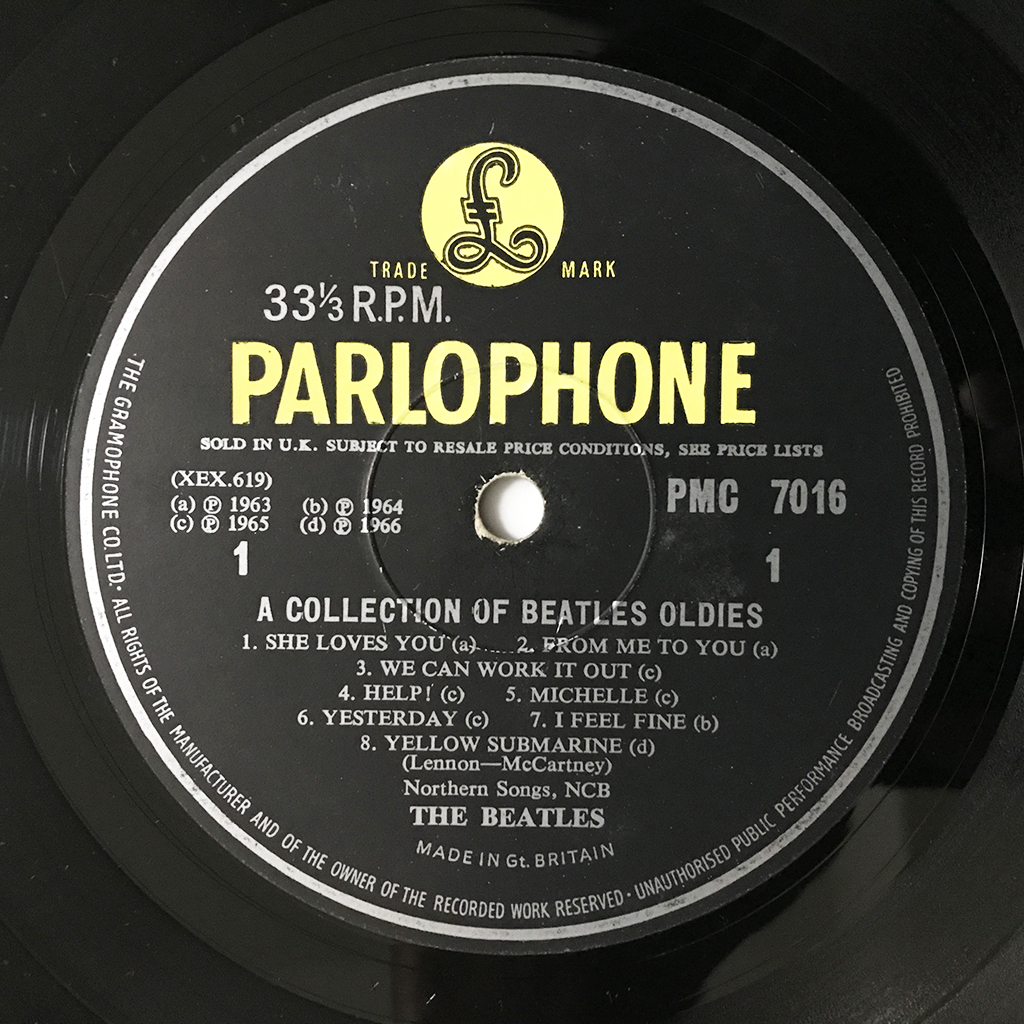 £
TRADE MARK
33⅓ R.P.M.
PARLOPHONE
SOLD IN U.K. SUBJECT TO RESALE PRICE CONDITIONS, SEE PRICE LISTS
(XEX.619)
(a) ℗ 1963 (b) ℗ 1964
(c) ℗ 1965 (d) ℗ 1966
PMC 7016
1 1
A COLLECTION OF BEATLES OLDIES
1. SHE LOVES YOU (a) 2. FROM ME TO YOU (a)
3. WE CAN WORK IT OUT (c)
4. HELP! (c) 5. MICHELLE (c)
6. YESTERDAY (c) 7. I FEEL FINE (b)
8. YELLOW SUBMARINE (d)
(Lennon—McCartney)
Northern Songs, NCB
THE BEATLES
MADE IN Gt. BRITAIN
THE GRAMOPHONE CO. LTD. · ALL RIGHTS OF THE MANUFACTURER AND OF THE OWNER OF THE RECORDED WORK RESERVED · UNAUTHORISED PUBLIC PERFORMANCE BROADCASTING AND COPYING OF THIS RECORD PROHIBITED